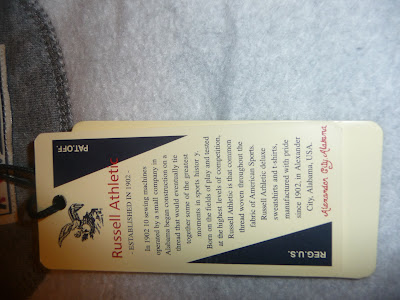 PAT.OFF.
Russell Athletic
- ESTABLISHED IN 1902 -
In 1902 10 sewing machines
operated by a small company in
Alabama began construction on a
thread that would eventually tie
together some of the greatest
moments in sports history.
Born on the fields of play and tested
at the highest levels of competition,
Russell Athletic is that common
thread woven throughout the
fabric of American Sports.
Russell Athletic deluxe
sweatshirts and t-shirts,
manufactured with pride
since 1902, in Alexander
City, Alabama, USA.
Alexander City Alabama
REG.U.S.